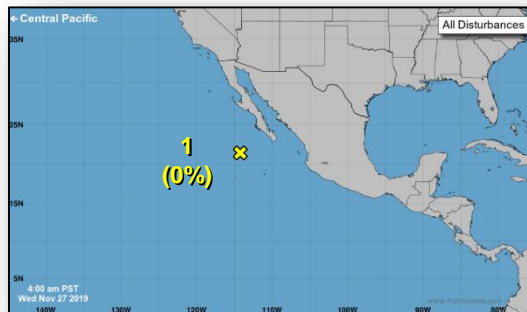 ←Central Pacific
All Disturbances
35N
25N
1
(0%)
15N
5N
4:00 am PST
Wed Nov 27 2019
www.hurricanes.gov
140W 130W 120W 110W 100W 90W 80W